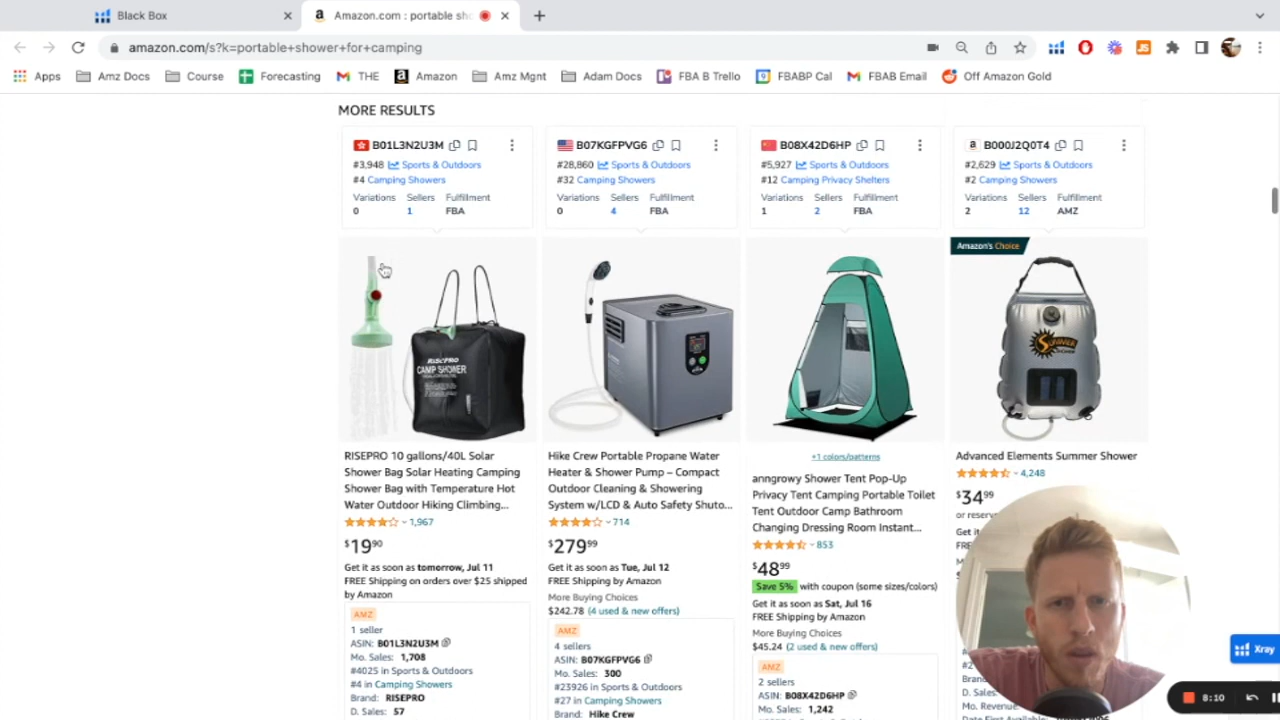 Black Box
Amazon.com : portable sho
amazon.com/s?k=portable+shower+for+camping
Apps Amz Docs Course Forecasting THE Amazon Amz Mgnt Adam Docs FBA B Trello FBABP Cal FBAB Email Off Amazon Gold
MORE RESULTS
B01L3N2U3M
#3,948 Sports & Outdoors
#4 Camping Showers
Variations Sellers Fulfillment
0 1 FBA
B07KGFPVG6
#28,860 Sports & Outdoors
#32 Camping Showers
Variations Sellers Fulfillment
0 4 FBA
B08X42D6HP
#5,927 Sports & Outdoors
#12 Camping Privacy Shelters
Variations Sellers Fulfillment
1 2 FBA
B000J2Q0T4
#2,629 Sports & Outdoors
#2 Camping Showers
Variations Sellers Fulfillment
2 12 AMZ
Amazon's Choice
RISEPRO
CAMP SHOWER
SUMMER
SHOWER
RISEPRO 10 gallons/40L Solar
Shower Bag Solar Heating Camping
Shower Bag with Temperature Hot
Water Outdoor Hiking Climbing...
1,967
$19⁹⁰
Get it as soon as tomorrow, Jul 11
FREE Shipping on orders over $25 shipped
by Amazon
AMZ
1 seller
ASIN: B01L3N2U3M
Mo. Sales: 1,708
#4025 in Sports & Outdoors
#4 in Camping Showers
Brand: RISEPRO
D. Sales: 57
Hike Crew Portable Propane Water
Heater & Shower Pump – Compact
Outdoor Cleaning & Showering
System w/LCD & Auto Safety Shuto...
714
$279⁹⁹
Get it as soon as Tue, Jul 12
FREE Shipping by Amazon
More Buying Choices
$242.78 (4 used & new offers)
AMZ
4 sellers
ASIN: B07KGFPVG6
Mo. Sales: 300
#23926 in Sports & Outdoors
#27 in Camping Showers
Brand: Hike Crew
+1 colors/patterns
anngrowy Shower Tent Pop-Up
Privacy Tent Camping Portable Toilet
Tent Outdoor Camp Bathroom
Changing Dressing Room Instant...
853
$48⁹⁹
Save 5% with coupon (some sizes/colors)
Get it as soon as Sat, Jul 16
FREE Shipping by Amazon
More Buying Choices
$45.24 (2 used & new offers)
AMZ
2 sellers
ASIN: B08X42D6HP
Mo. Sales: 1,242
Advanced Elements Summer Shower
4,248
$34⁹⁹
or reserv
Get it
Brand
D. Sales:
Mo. Revenue:
Date First Available:
Xray
8:10